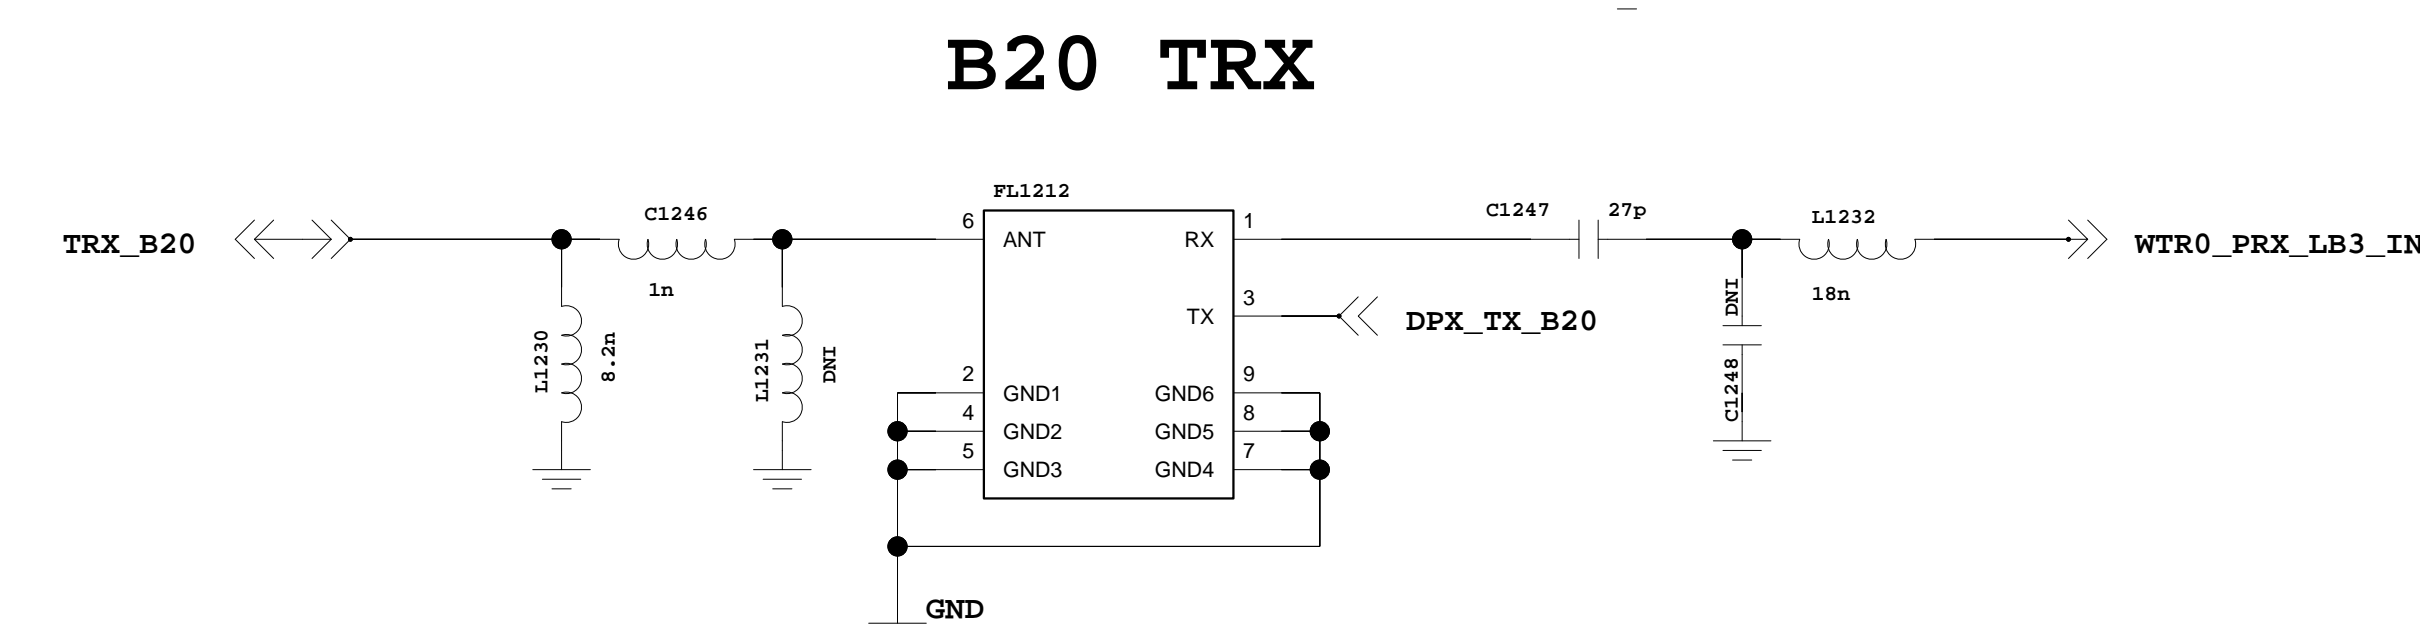 B20 TRX
FL1212
C1246
C1247
27p
L1232
6
1
TRX_B20
ANT
RX
WTR0_PRX_LB3_IN
1n
18n
3
TX
DPX_TX_B20
DNI
L1230
8.2n
L1231
DNI
C1248
2
GND1
GND6
9
4
GND2
GND5
8
5
GND3
GND4
7
GND